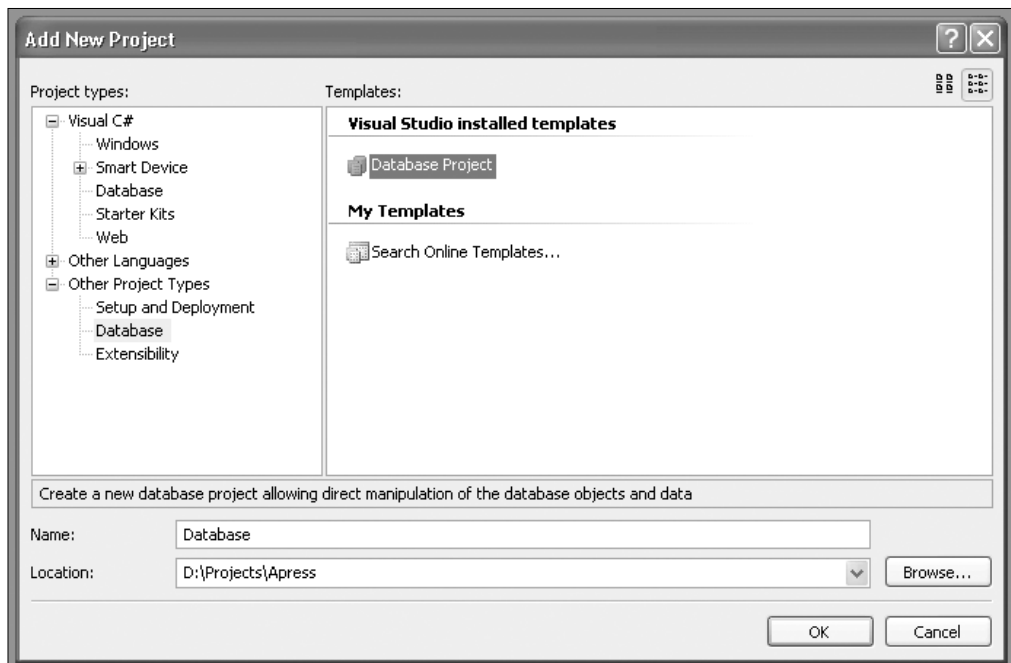 Add New Project
Project types:
Templates:
Visual C#
Windows
Smart Device
Database
Starter Kits
Web
Other Languages
Other Project Types
Setup and Deployment
Database
Extensibility
Visual Studio installed templates
Database Project
My Templates
Search Online Templates...
Create a new database project allowing direct manipulation of the database objects and data
Name:
Database
Location:
D:\Projects\Apress
Browse...
OK
Cancel